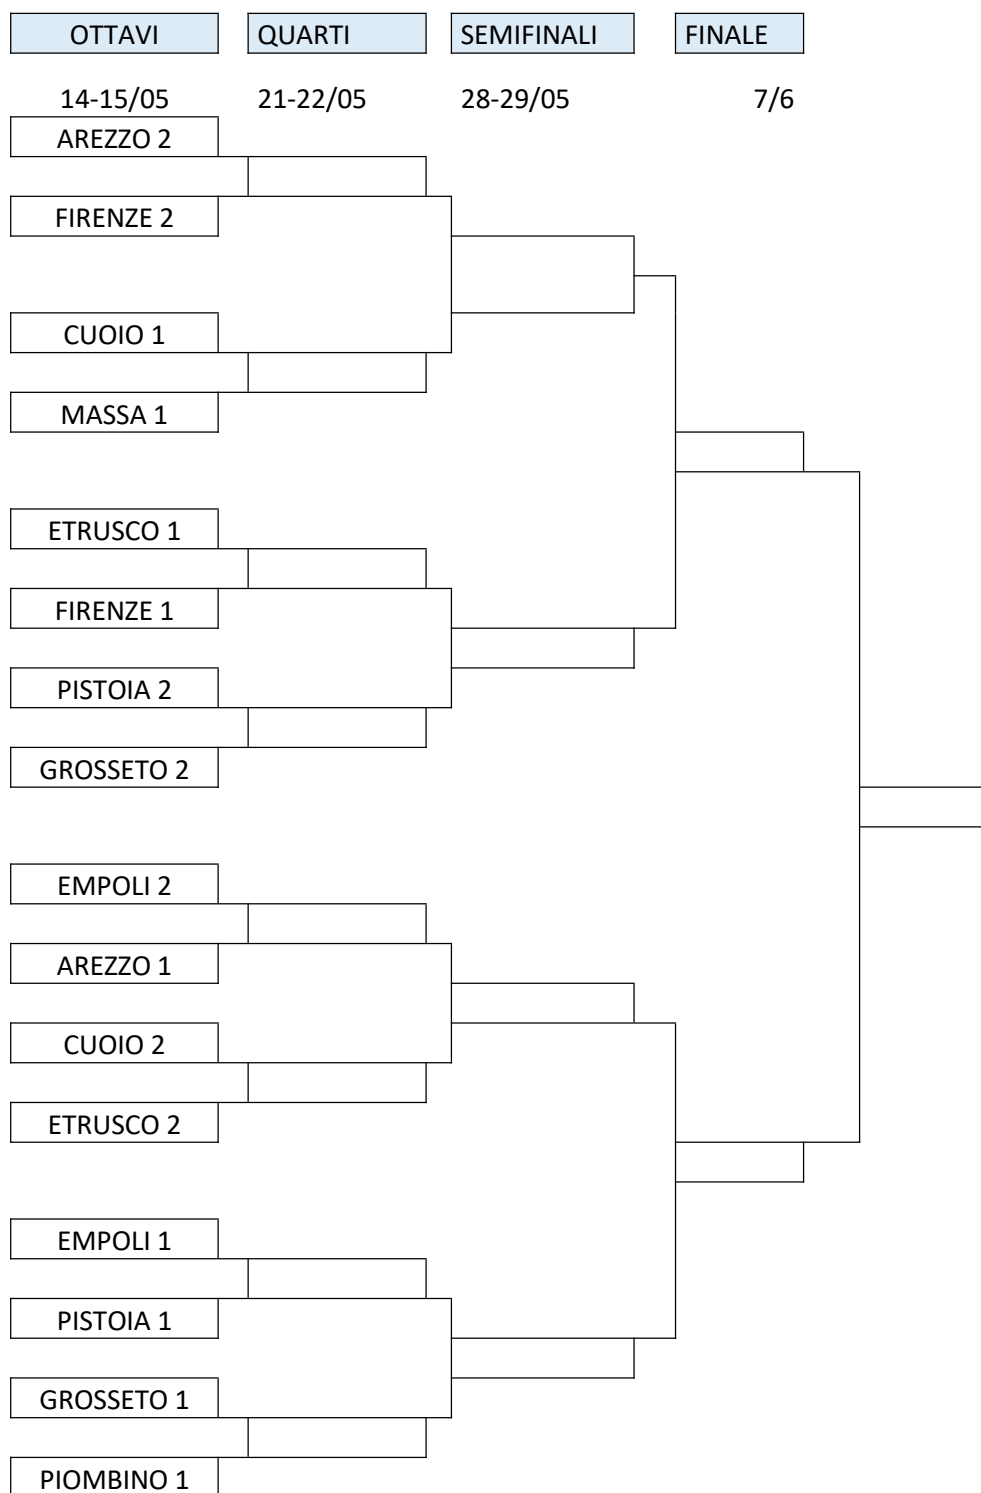 OTTAVI QUARTI SEMIFINALI FINALE
14-15/05 21-22/05 28-29/05 7/6
AREZZO 2
FIRENZE 2
CUOIO 1
MASSA 1
ETRUSCO 1
FIRENZE 1
PISTOIA 2
GROSSETO 2
EMPOLI 2
AREZZO 1
CUOIO 2
ETRUSCO 2
EMPOLI 1
PISTOIA 1
GROSSETO 1
PIOMBINO 1